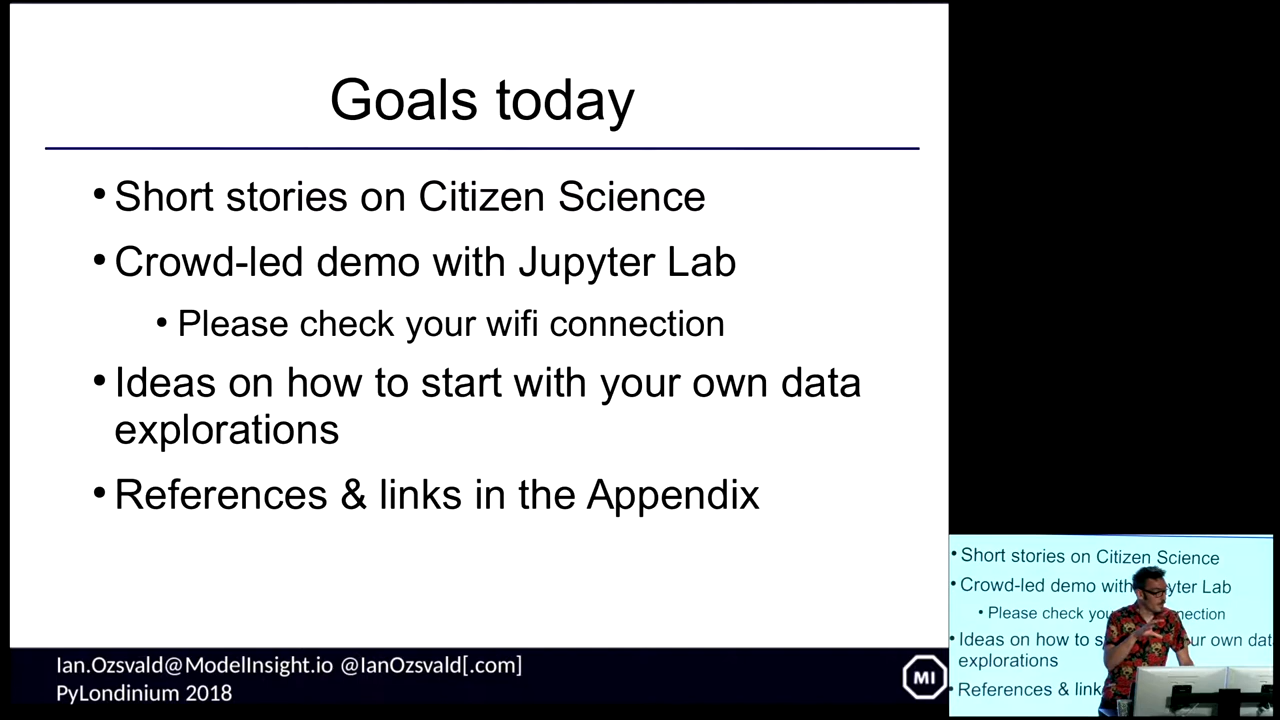 Goals today
• Short stories on Citizen Science
• Crowd-led demo with Jupyter Lab
• Please check your wifi connection
• Ideas on how to start with your own data
explorations
• References & links in the Appendix
Ian.Ozsvald@ModelInsight.io @IanOzsvald[.com]
PyLondinium 2018
MI
• Short stories on Citizen Science
• Crowd-led demo with yter Lab
• Please check you nection
• Ideas on how to s ur own dat
explorations
• References & link